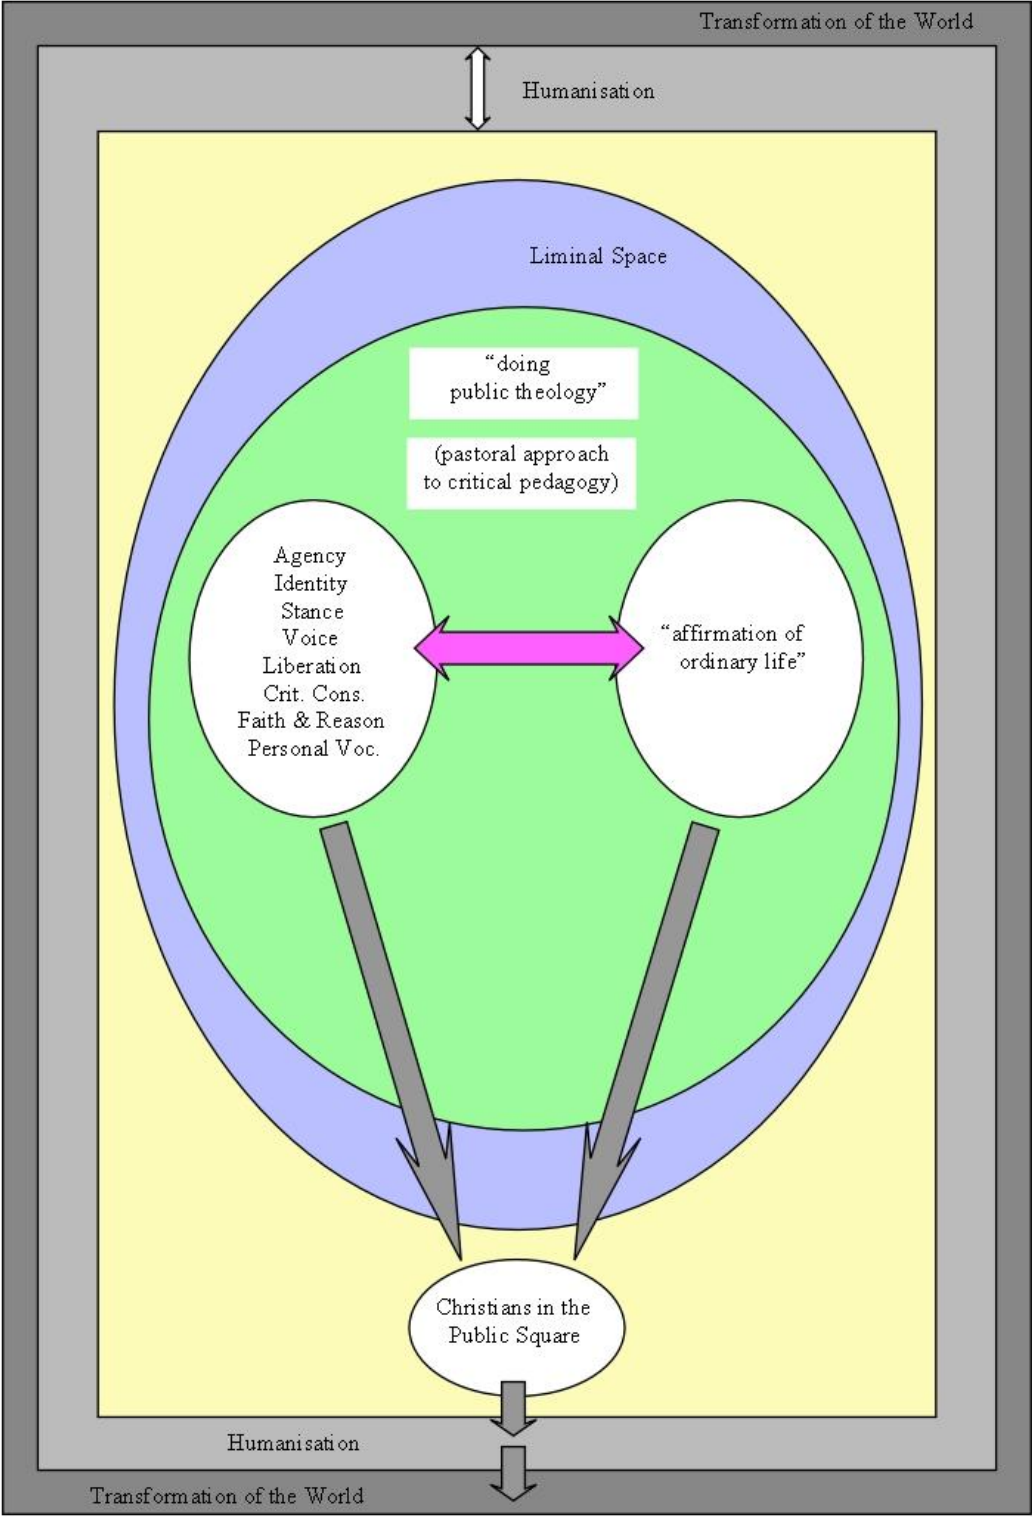 Transformation of the World
Humanisation
Liminal Space
“doing
public theology”
(pastoral approach
to critical pedagogy)
Agency
Identity
Stance
Voice
Liberation
Crit. Cons.
Faith & Reason
Personal Voc.
“affirmation of
ordinary life”
Christians in the
Public Square
Humanisation
Transformation of the World